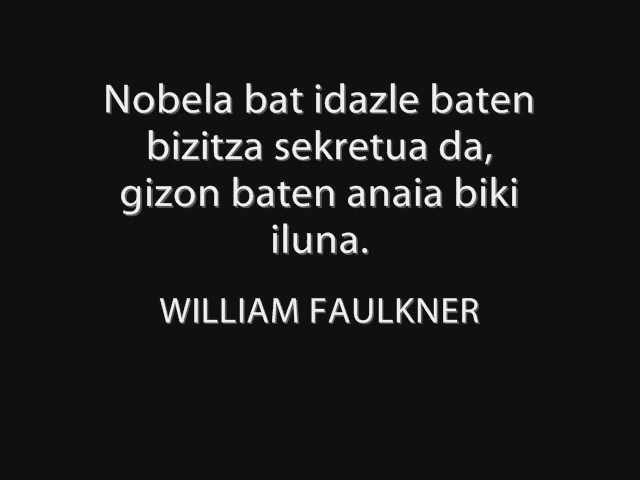 Nobela bat idazle baten
bizitza sekretua da,
gizon baten anaia biki
iluna.
WILLIAM FAULKNER